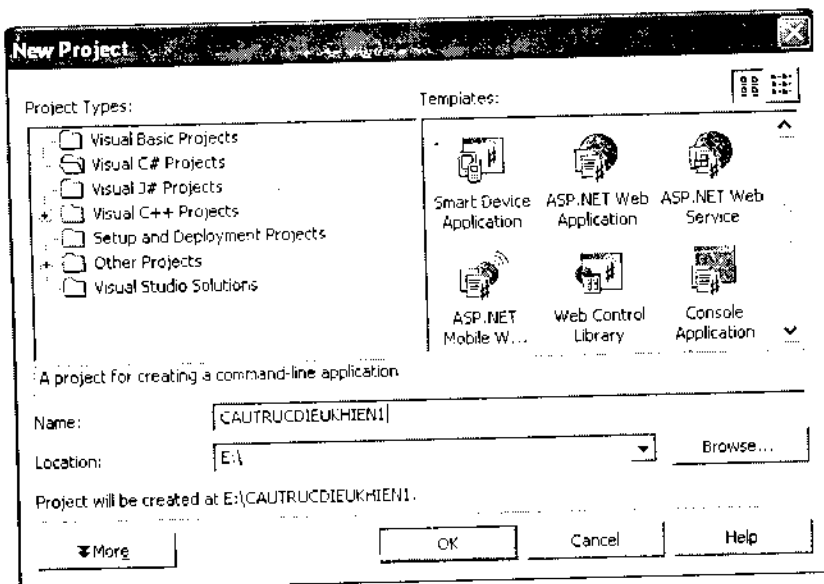 New Project
Project Types:
Templates:
Visual Basic Projects
Visual C# Projects
Visual J# Projects
Visual C++ Projects
Setup and Deployment Projects
Other Projects
Visual Studio Solutions
Smart Device Application
ASP.NET Web Application
ASP.NET Web Service
ASP.NET Mobile W...
Web Control Library
Console Application
A project for creating a command-line application
Name:
CAUTRUCDIEUKHIEN1
Location:
E:\
Browse...
Project will be created at E:\CAUTRUCDIEUKHIEN1.
More
OK
Cancel
Help